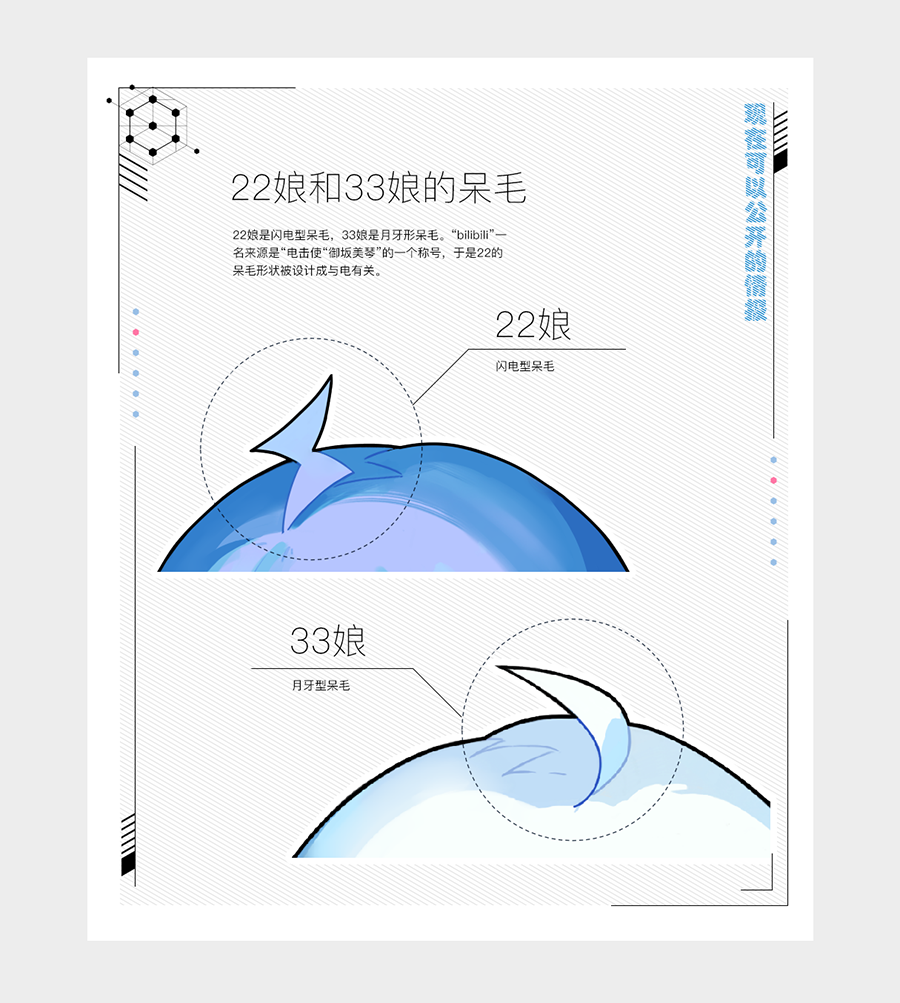 现在可以公开的情报
22娘和33娘的呆毛
22娘是闪电型呆毛，33娘是月牙形呆毛。“bilibili”一
名来源是“电击使“御坂美琴”的一个称号，于是22的
呆毛形状被设计成与电有关。
22娘
闪电型呆毛
33娘
月牙型呆毛